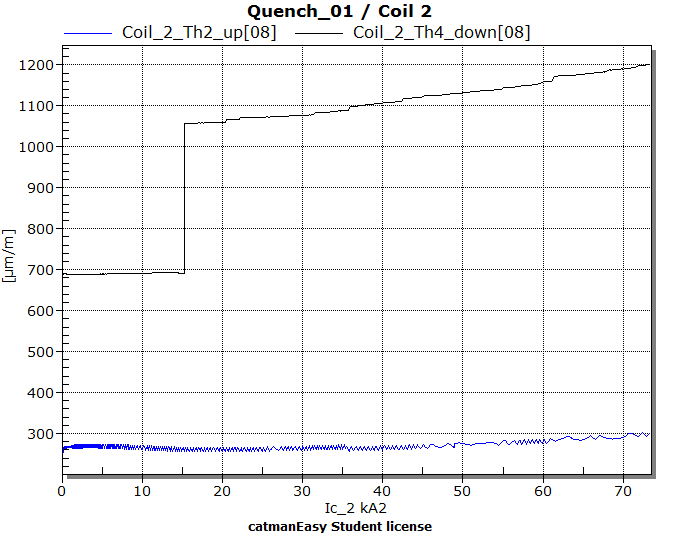 Quench_01 / Coil 2
Coil_2_Th2_up[08] Coil_2_Th4_down[08]
1200
1100
1000
900
800
700
600
500
400
300
[µm/m]
0 10 20 30 40 50 60 70
Ic_2 kA2
catmanEasy Student license